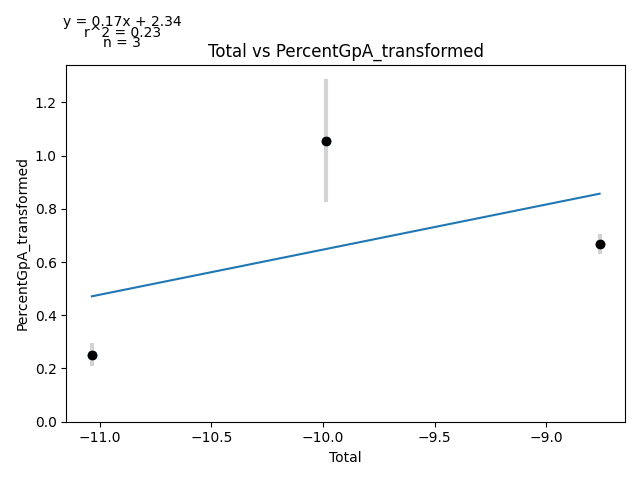 y = 0.17x + 2.34
r^2 = 0.23
n = 3
Total vs PercentGpA_transformed
PercentGpA_transformed
1.2
1.0
0.8
0.6
0.4
0.2
0.0
−11.0 −10.5 −10.0 −9.5 −9.0
Total